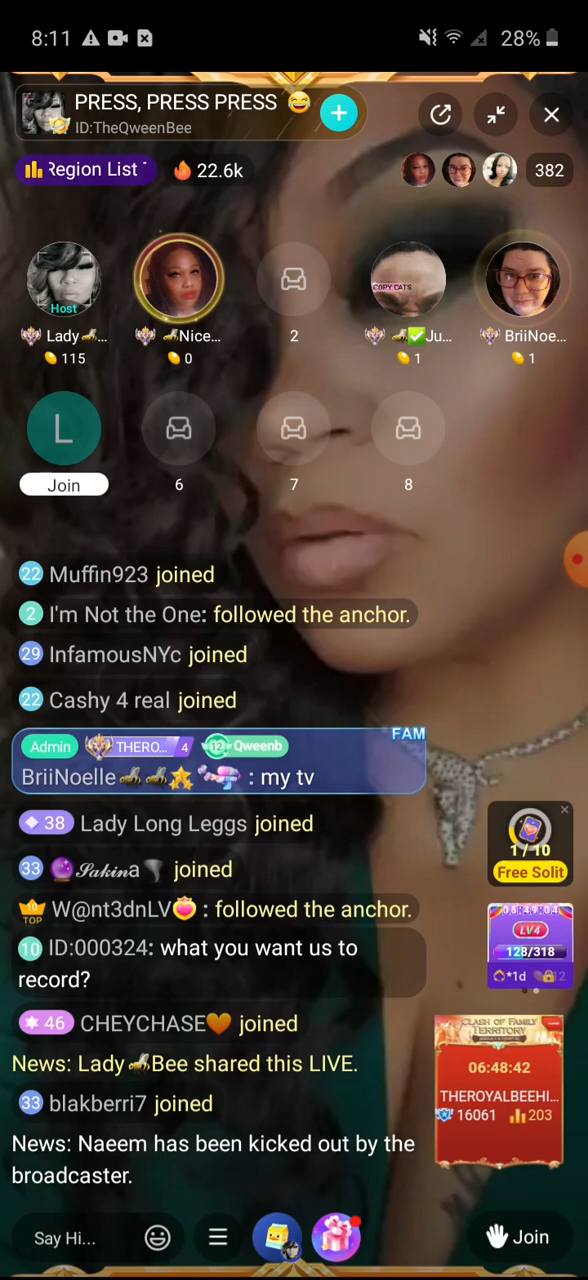 8:11
28%
PRESS, PRESS PRESS 😂
ID:TheQweenBee
Region List
22.6k
382
Host
COPY CATS
Lady 🐝...
🐝Nice...
2
🐝✅Ju...
BriiNoe...
115
0
1
1
L
Join
6
7
8
22 Muffin923 joined
2 I'm Not the One: followed the anchor.
29 InfamousNYc joined
22 Cashy 4 real joined
FAM
Admin THERO... 4 12 Qweenb
BriiNoelle🐝🐝🌟🔫 : my tv
38 Lady Long Leggs joined
33 🔮𝒮𝒶𝓀𝒾𝓃a🌪 joined
1 / 10
Free Solit
TOP W@nt3dnLV🍑 : followed the anchor.
LV4
128/318
*1d 12
10 ID:000324: what you want us to
record?
46 CHEYCHASE🧡 joined
CLASH OF FAMILY
TERRITORY
News: Lady🐝Bee shared this LIVE.
06:48:42
33 blakberri7 joined
THEROYALBEEHI...
16061 203
News: Naeem has been kicked out by the
broadcaster.
Say Hi...
Join